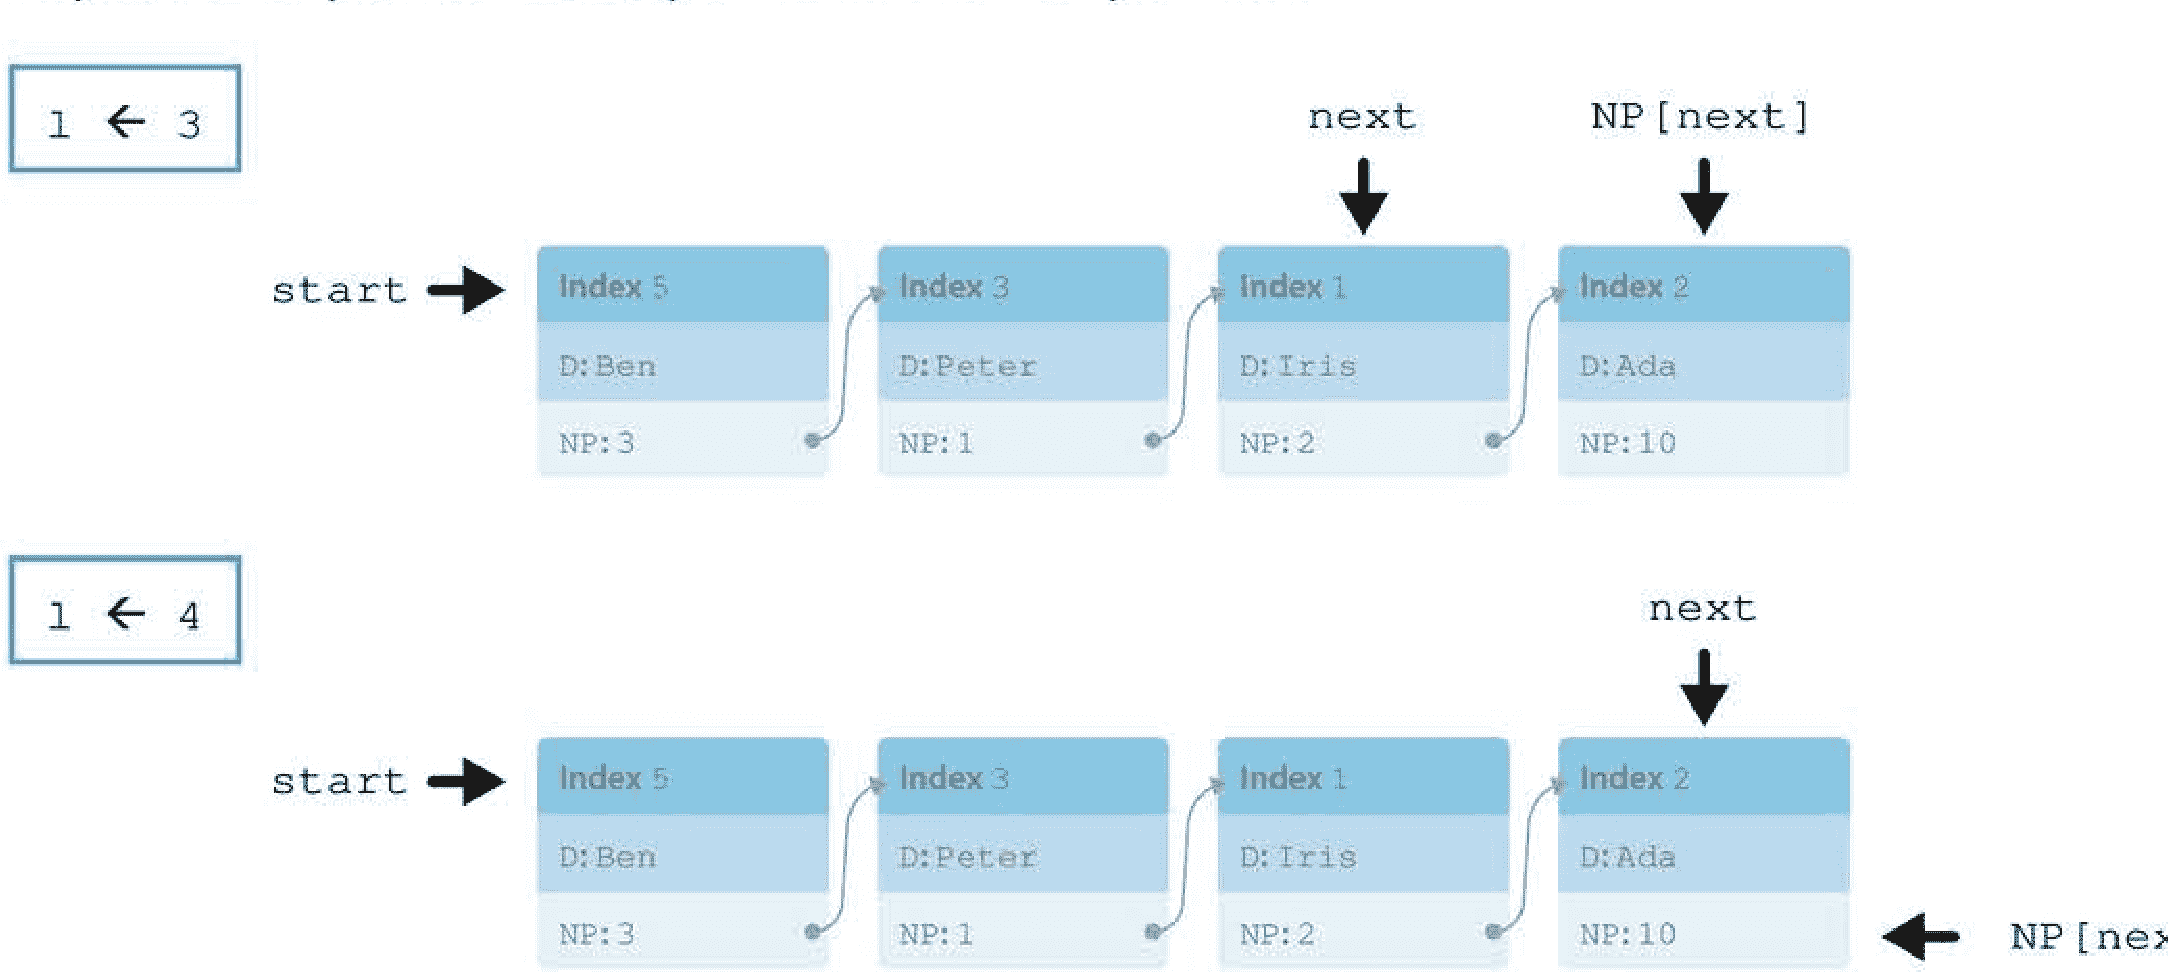 1 ← 3
next NP[next]
start Index 5 Index 3 Index 1 Index 2
D:Ben D:Peter D:Iris D:Ada
NP:3 NP:1 NP:2 NP:10
1 ← 4
next
start Index 5 Index 3 Index 1 Index 2
D:Ben D:Peter D:Iris D:Ada
NP:3 NP:1 NP:2 NP:10 NP[nex